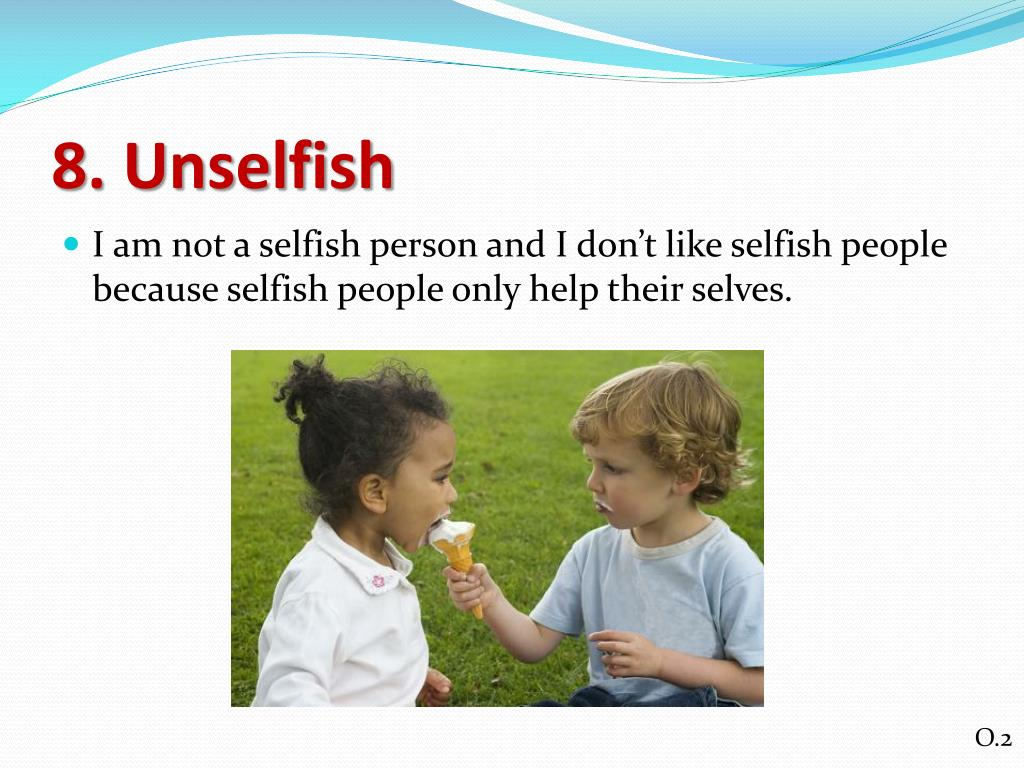 8. Unselfish
• I am not a selfish person and I don’t like selfish people
because selfish people only help their selves.
O.2